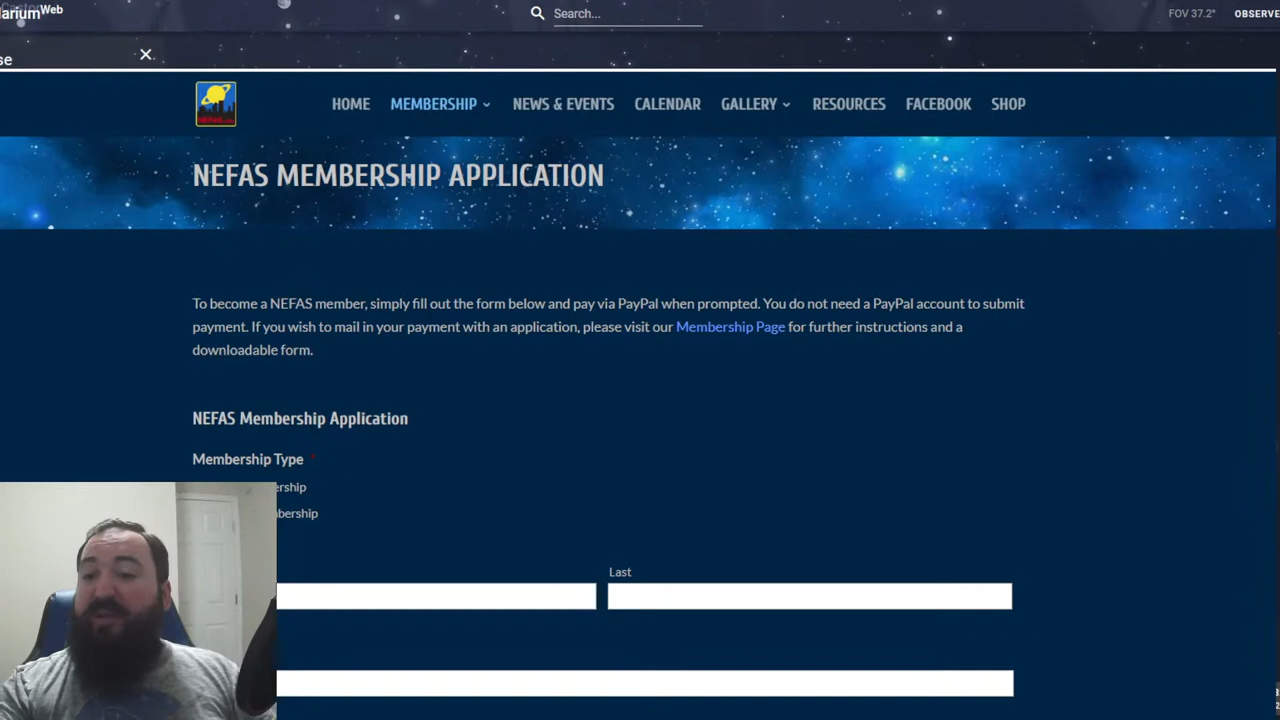 dariumWeb
Search...
FOV 37.2°
OBSERVE
se
HOME MEMBERSHIP NEWS & EVENTS CALENDAR GALLERY RESOURCES FACEBOOK SHOP
NEFAS MEMBERSHIP APPLICATION
To become a NEFAS member, simply fill out the form below and pay via PayPal when prompted. You do not need a PayPal account to submit
payment. If you wish to mail in your payment with an application, please visit our Membership Page for further instructions and a
downloadable form.
NEFAS Membership Application
Membership Type *
ership
bership
Last